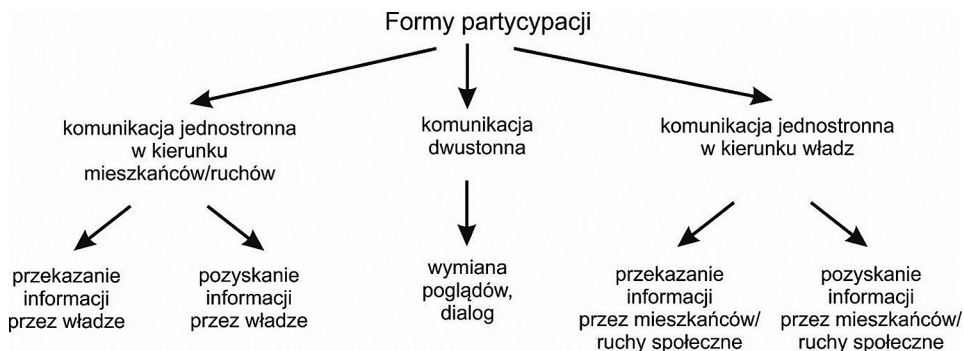 Formy partycypacji
komunikacja jednostronna
w kierunku
mieszkańców/ruchów
komunikacja
dwustonna
komunikacja jednostronna
w kierunku władz
przekazanie
informacji
przez władze
pozyskanie
informacji
przez władze
wymiana
poglądów,
dialog
przekazanie
informacji
przez mieszkańców/
ruchy społeczne
pozyskanie
informacji
przez mieszkańców/
ruchy społeczne